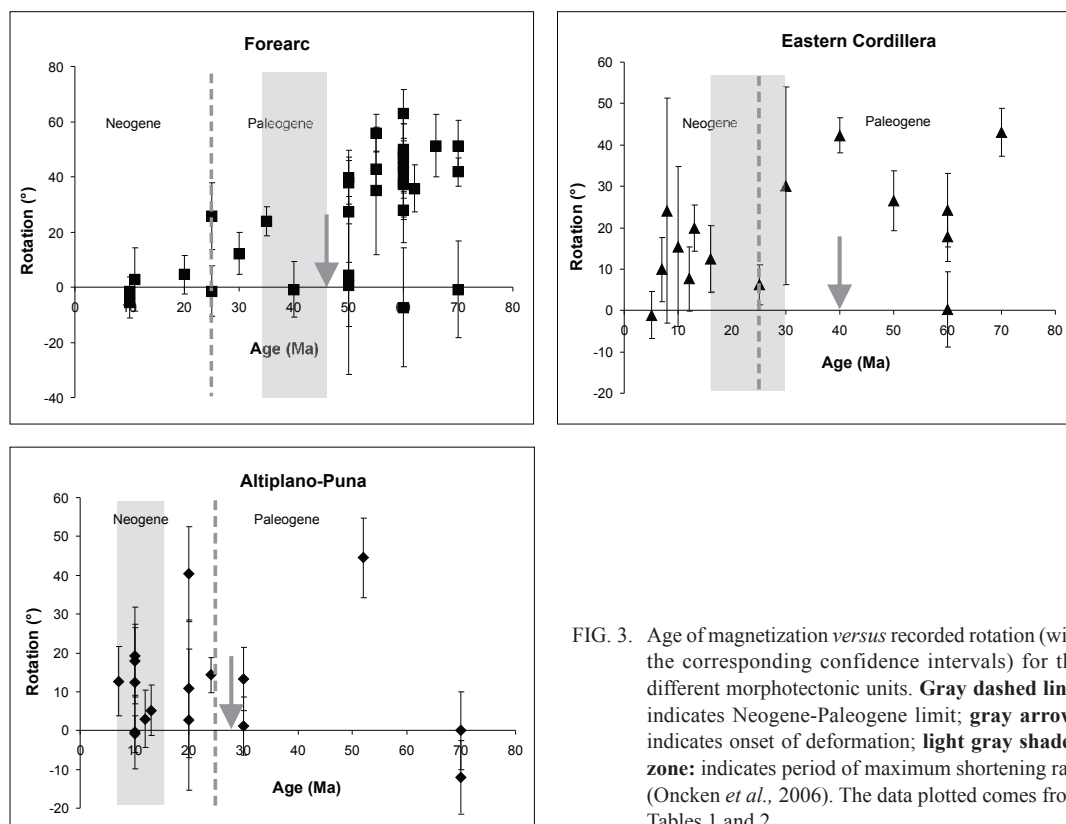 Forearc
80
60
40
20
0
-20
-40
0 10 20 30 40 50 60 70 80
Rotation (°)
Age (Ma)
Neogene
Paleogene
Eastern Cordillera
60
50
40
30
20
10
0
-10
-20
0 10 20 30 40 50 60 70 80
Rotation (°)
Age (Ma)
Neogene
Paleogene
Altiplano-Puna
60
50
40
30
20
10
0
-10
-20
0 10 20 30 40 50 60 70 80
Rotation (°)
Age (Ma)
Neogene
Paleogene
FIG. 3. Age of magnetization versus recorded rotation (wi
the corresponding confidence intervals) for th
different morphotectonic units. Gray dashed lin
indicates Neogene-Paleogene limit; gray arrow
indicates onset of deformation; light gray shade
zone: indicates period of maximum shortening ra
(Oncken et al., 2006). The data plotted comes fro
Tables 1 and 2.